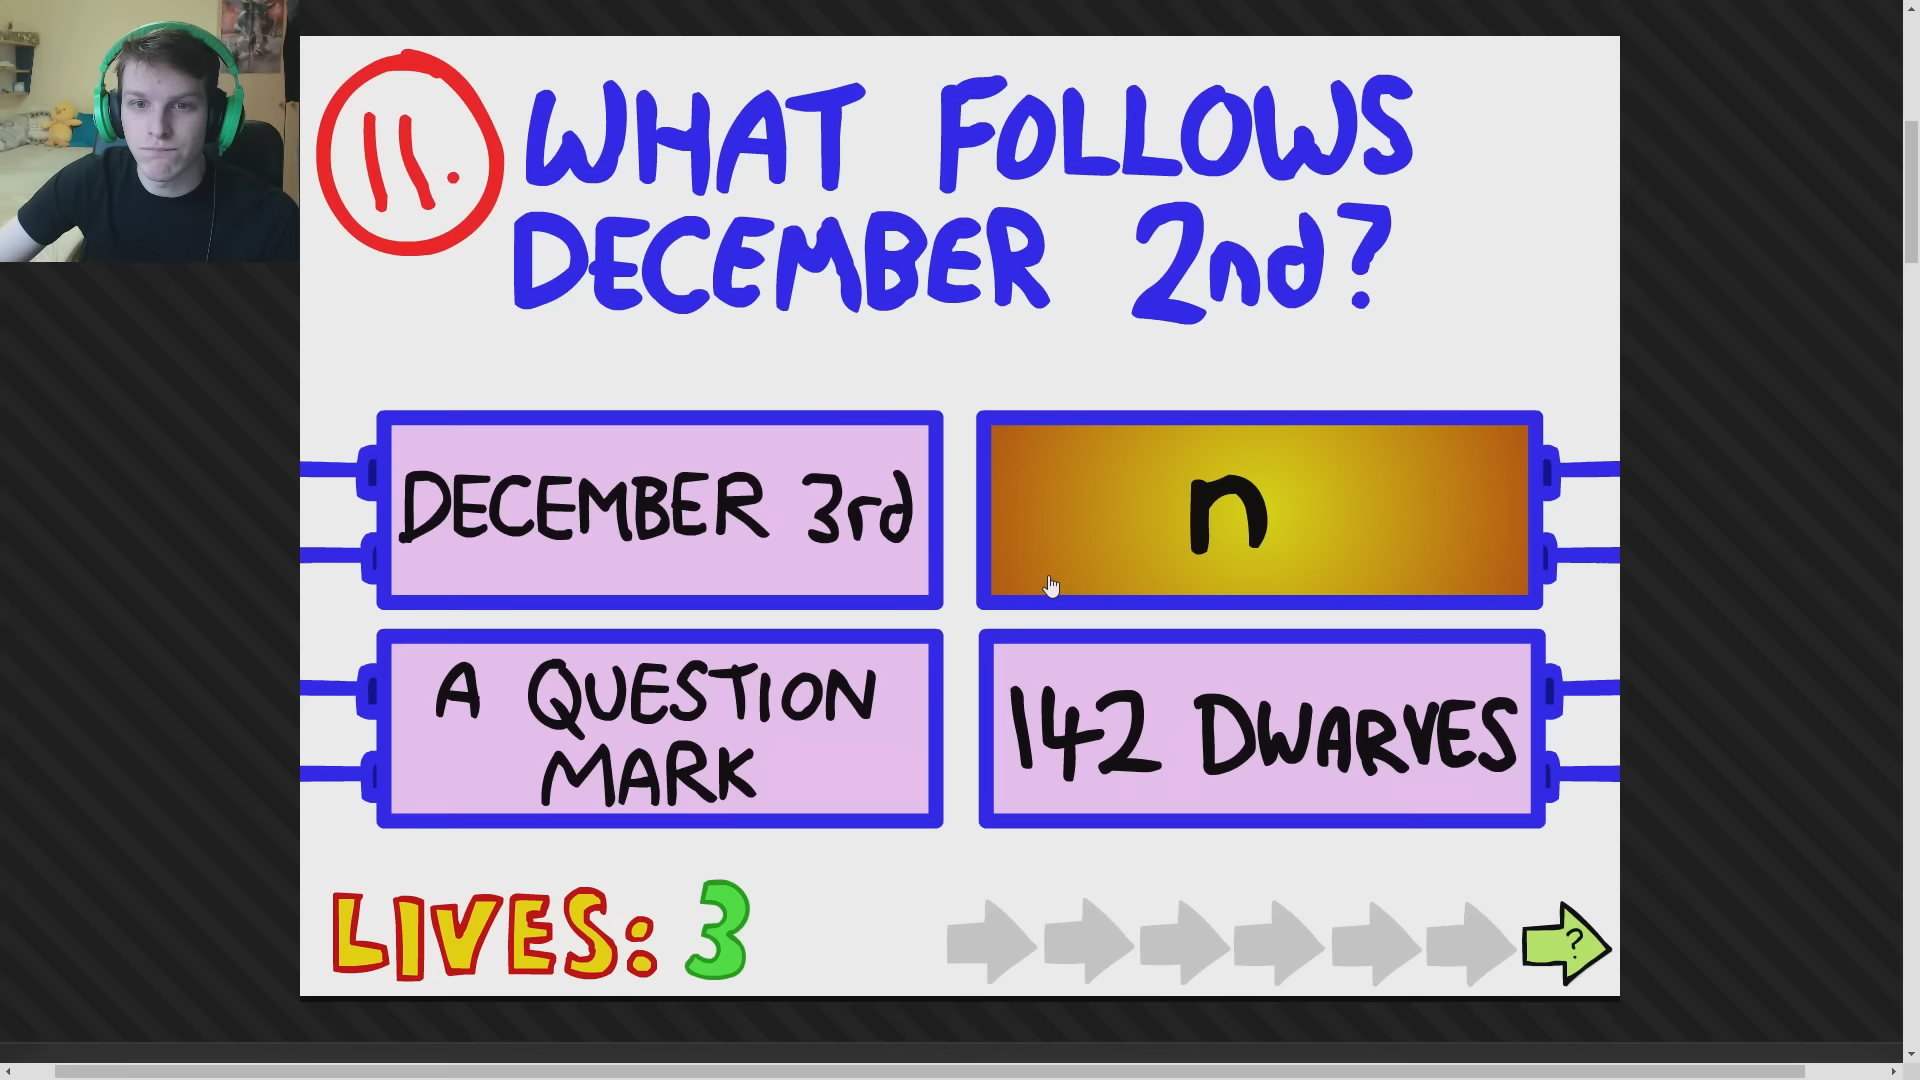 11.
WHAT FOLLOWS
DECEMBER 2nd?
DECEMBER 3rd
n
A QUESTION
MARK
142 DWARVES
LIVES: 3
?